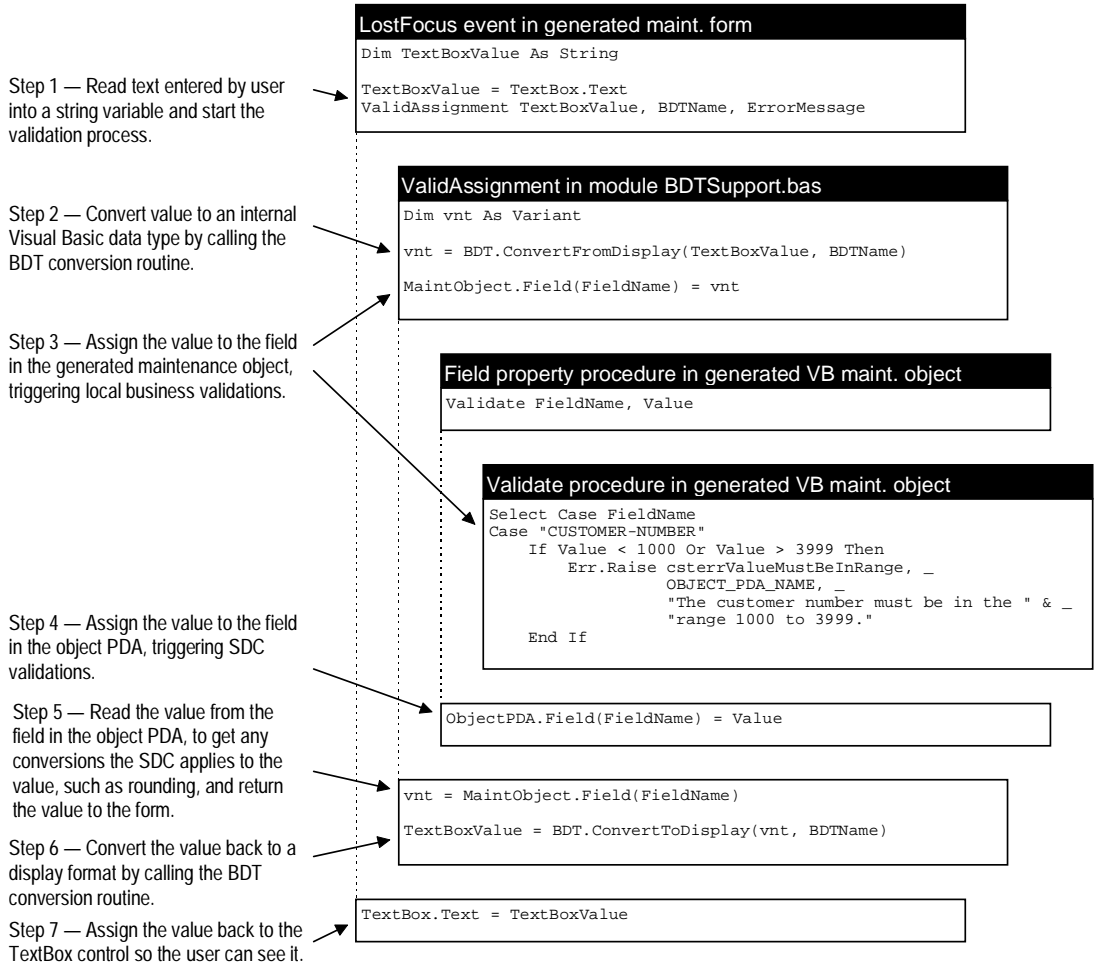 LostFocus event in generated maint. form
Dim TextBoxValue As String
TextBoxValue = TextBox.Text
ValidAssignment TextBoxValue, BDTName, ErrorMessage
Step 1 — Read text entered by user
into a string variable and start the
validation process.
ValidAssignment in module BDTSupport.bas
Dim vnt As Variant
vnt = BDT.ConvertFromDisplay(TextBoxValue, BDTName)
MaintObject.Field(FieldName) = vnt
Step 2 — Convert value to an internal
Visual Basic data type by calling the
BDT conversion routine.
Step 3 — Assign the value to the field
in the generated maintenance object,
triggering local business validations.
Field property procedure in generated VB maint. object
Validate FieldName, Value
Validate procedure in generated VB maint. object
Select Case FieldName
Case "CUSTOMER-NUMBER"
If Value < 1000 Or Value > 3999 Then
Err.Raise csterrValueMustBeInRange, _
OBJECT_PDA_NAME, _
"The customer number must be in the " & _
"range 1000 to 3999."
End If
Step 4 — Assign the value to the field
in the object PDA, triggering SDC
validations.
ObjectPDA.Field(FieldName) = Value
Step 5 — Read the value from the
field in the object PDA, to get any
conversions the SDC applies to the
value, such as rounding, and return
the value to the form.
vnt = MaintObject.Field(FieldName)
TextBoxValue = BDT.ConvertToDisplay(vnt, BDTName)
Step 6 — Convert the value back to a
display format by calling the BDT
conversion routine.
TextBox.Text = TextBoxValue
Step 7 — Assign the value back to the
TextBox control so the user can see it.